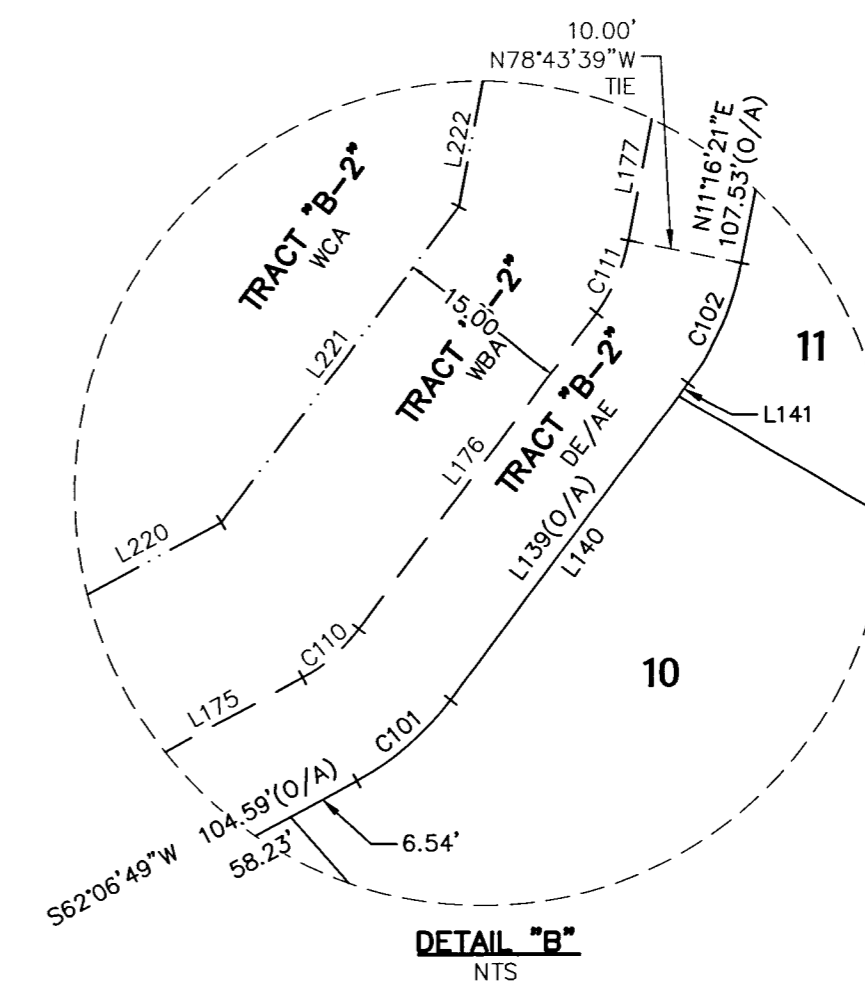 10.00'
N78°43'39"W
TIE
N11°16'21"E
107.53'(O/A)
L222
L177
TRACT "B-2"
WCA
C111
15.00'
C102
11
L221
TRACT "-2"
WBA
TRACT "B-2"
DE/AE
L141
L176
L139(O/A)
L140
L220
C110
10
L175
C101
S62°06'49"W
104.59'(O/A)
58.23'
6.54'
DETAIL "B"
NTS